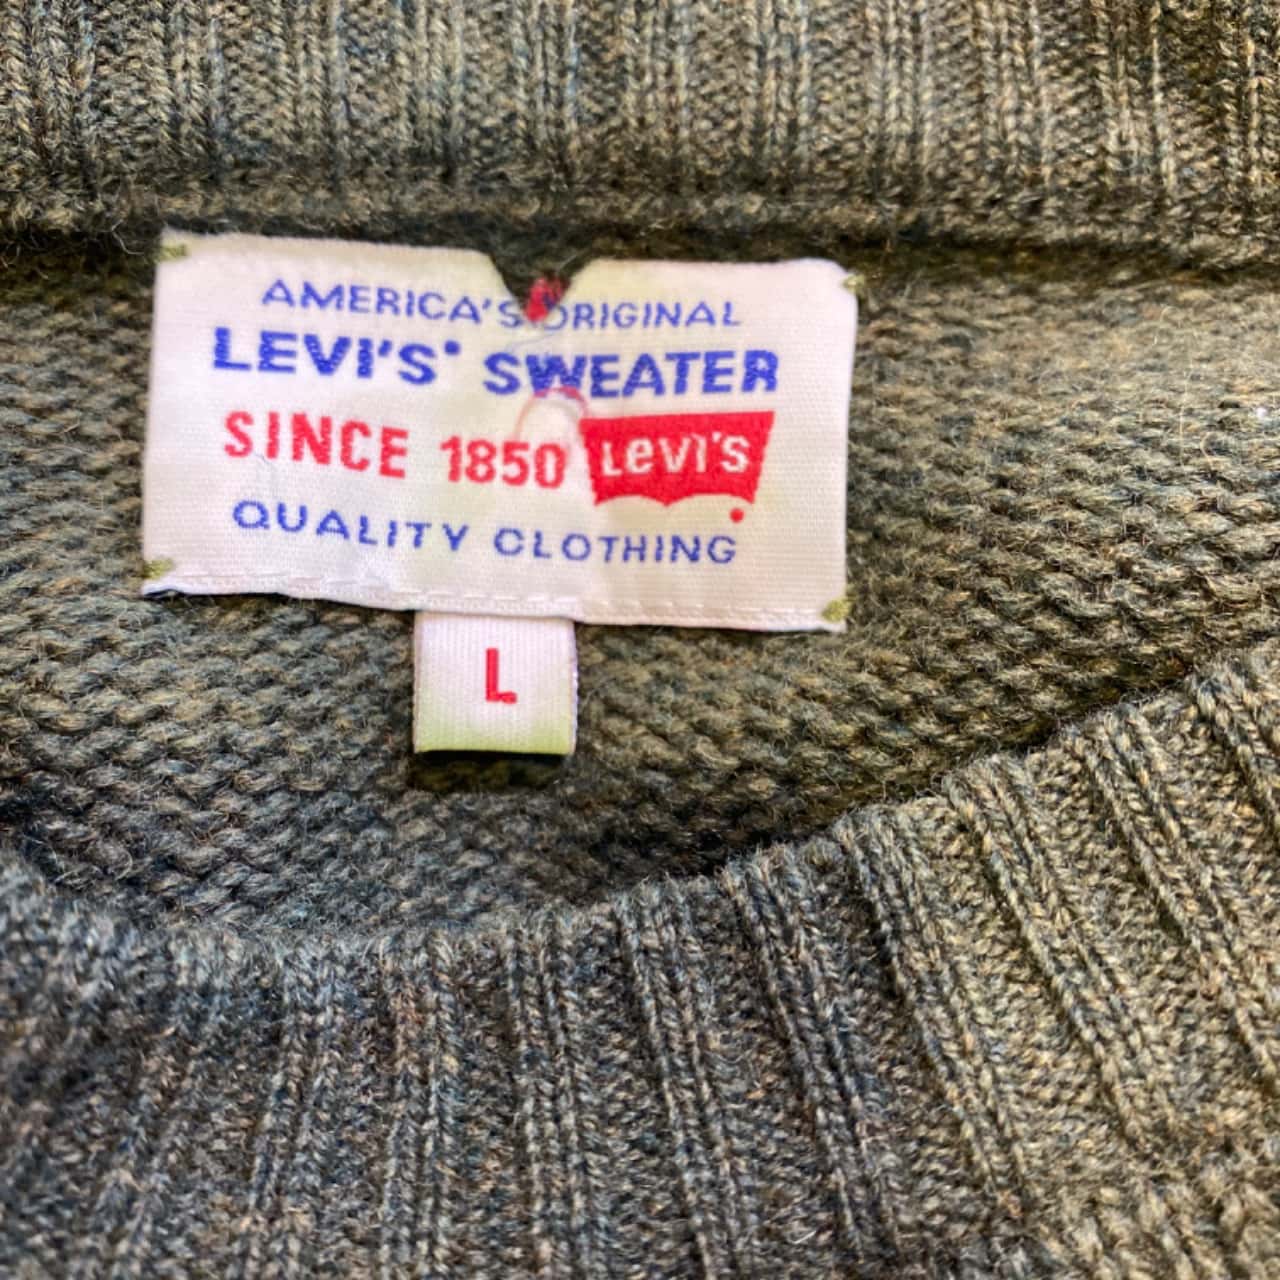 AMERICA'S ORIGINAL
LEVI'S® SWEATER
SINCE 1850 Levi's
QUALITY CLOTHING
L